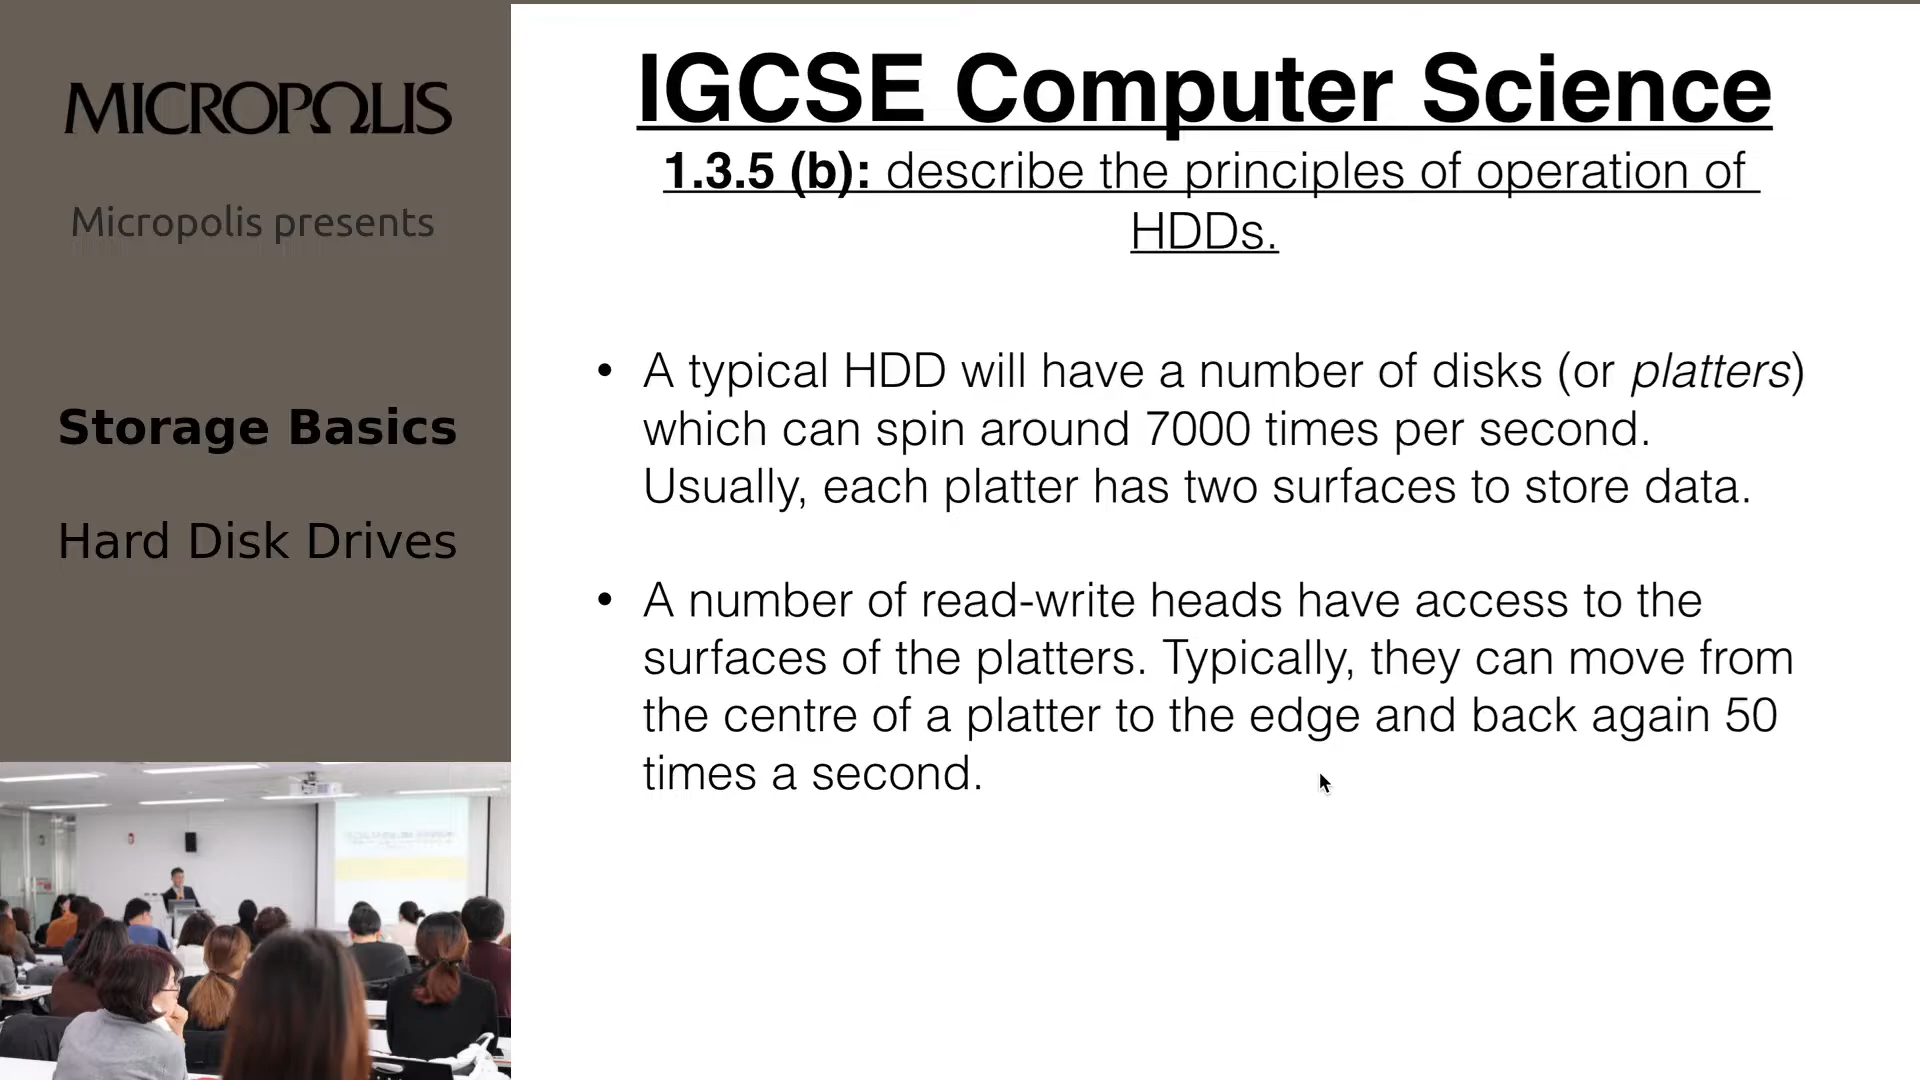 MICROPOLIS
Micropolis presents
Storage Basics
Hard Disk Drives
IGCSE Computer Science
1.3.5 (b): describe the principles of operation of
HDDs.
• A typical HDD will have a number of disks (or platters)
which can spin around 7000 times per second.
Usually, each platter has two surfaces to store data.
• A number of read-write heads have access to the
surfaces of the platters. Typically, they can move from
the centre of a platter to the edge and back again 50
times a second.